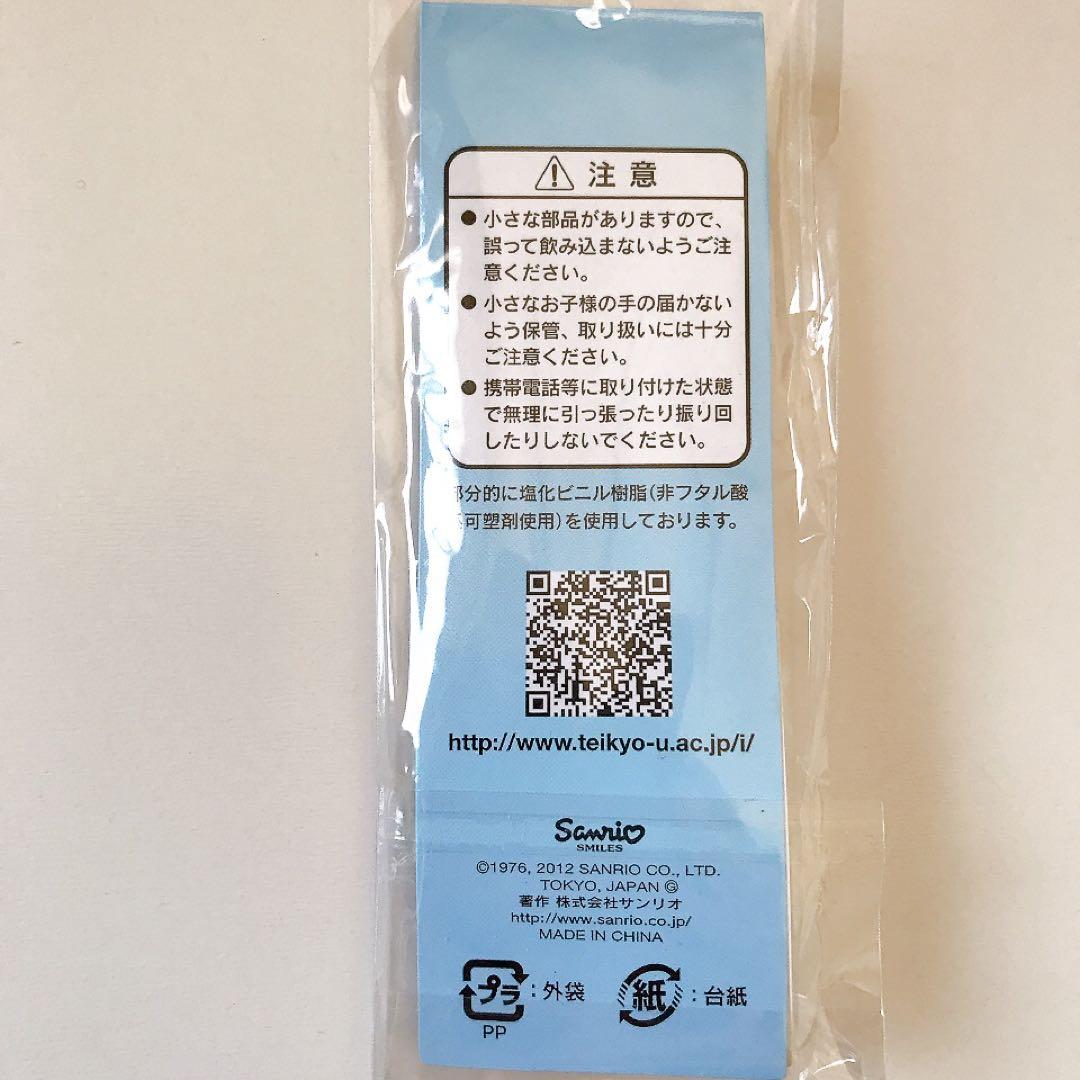 注意
● 小さな部品がありますので、
誤って飲み込まないようご注
意ください。
● 小さなお子様の手の届かない
よう保管、取り扱いには十分
ご注意ください。
● 携帯電話等に取り付けた状態
で無理に引っ張ったり振り回
したりしないでください。
部分的に塩化ビニル樹脂(非フタル酸
可塑剤使用)を使用しております。
http://www.teikyo-u.ac.jp/i/
Sanrio
SMILES
©1976, 2012 SANRIO CO., LTD.
TOKYO, JAPAN Ⓖ
著作 株式会社サンリオ
http://www.sanrio.co.jp/
MADE IN CHINA
プラ : 外袋
PP
紙 : 台紙